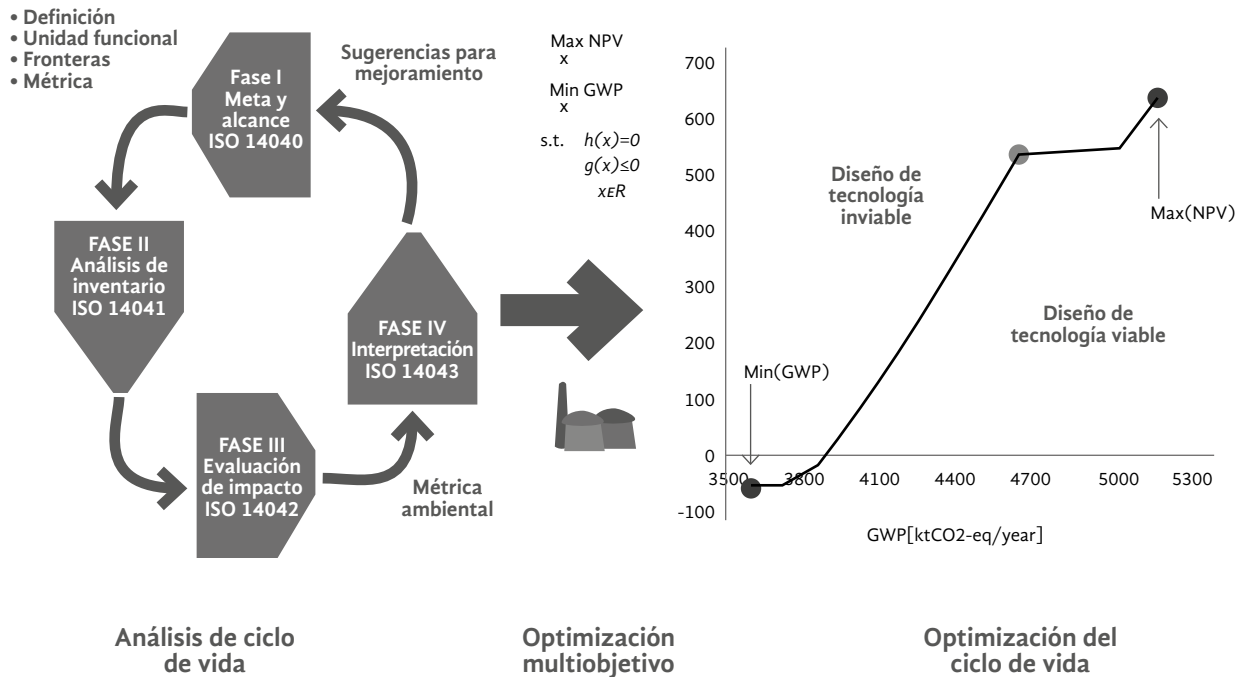 • Definición
• Unidad funcional
• Fronteras
• Métrica
Fase I
Meta y
alcance
ISO 14040
Sugerencias para
mejoramiento
FASE II
Análisis de
inventario
ISO 14041
FASE III
Evaluación
de impacto
ISO 14042
FASE IV
Interpretación
ISO 14043
Métrica
ambiental
Max NPV
x
Min GWP
x
s.t. h(x)=0
g(x)≤0
xεR
700
600
500
400
300
200
100
0
-100
3500 3800 4100 4400 4700 5000 5300
GWP[ktCO2-eq/year]
Diseño de
tecnología
inviable
Max(NPV)
Diseño de
tecnología viable
Min(GWP)
Análisis de ciclo
de vida
Optimización
multiobjetivo
Optimización del
ciclo de vida